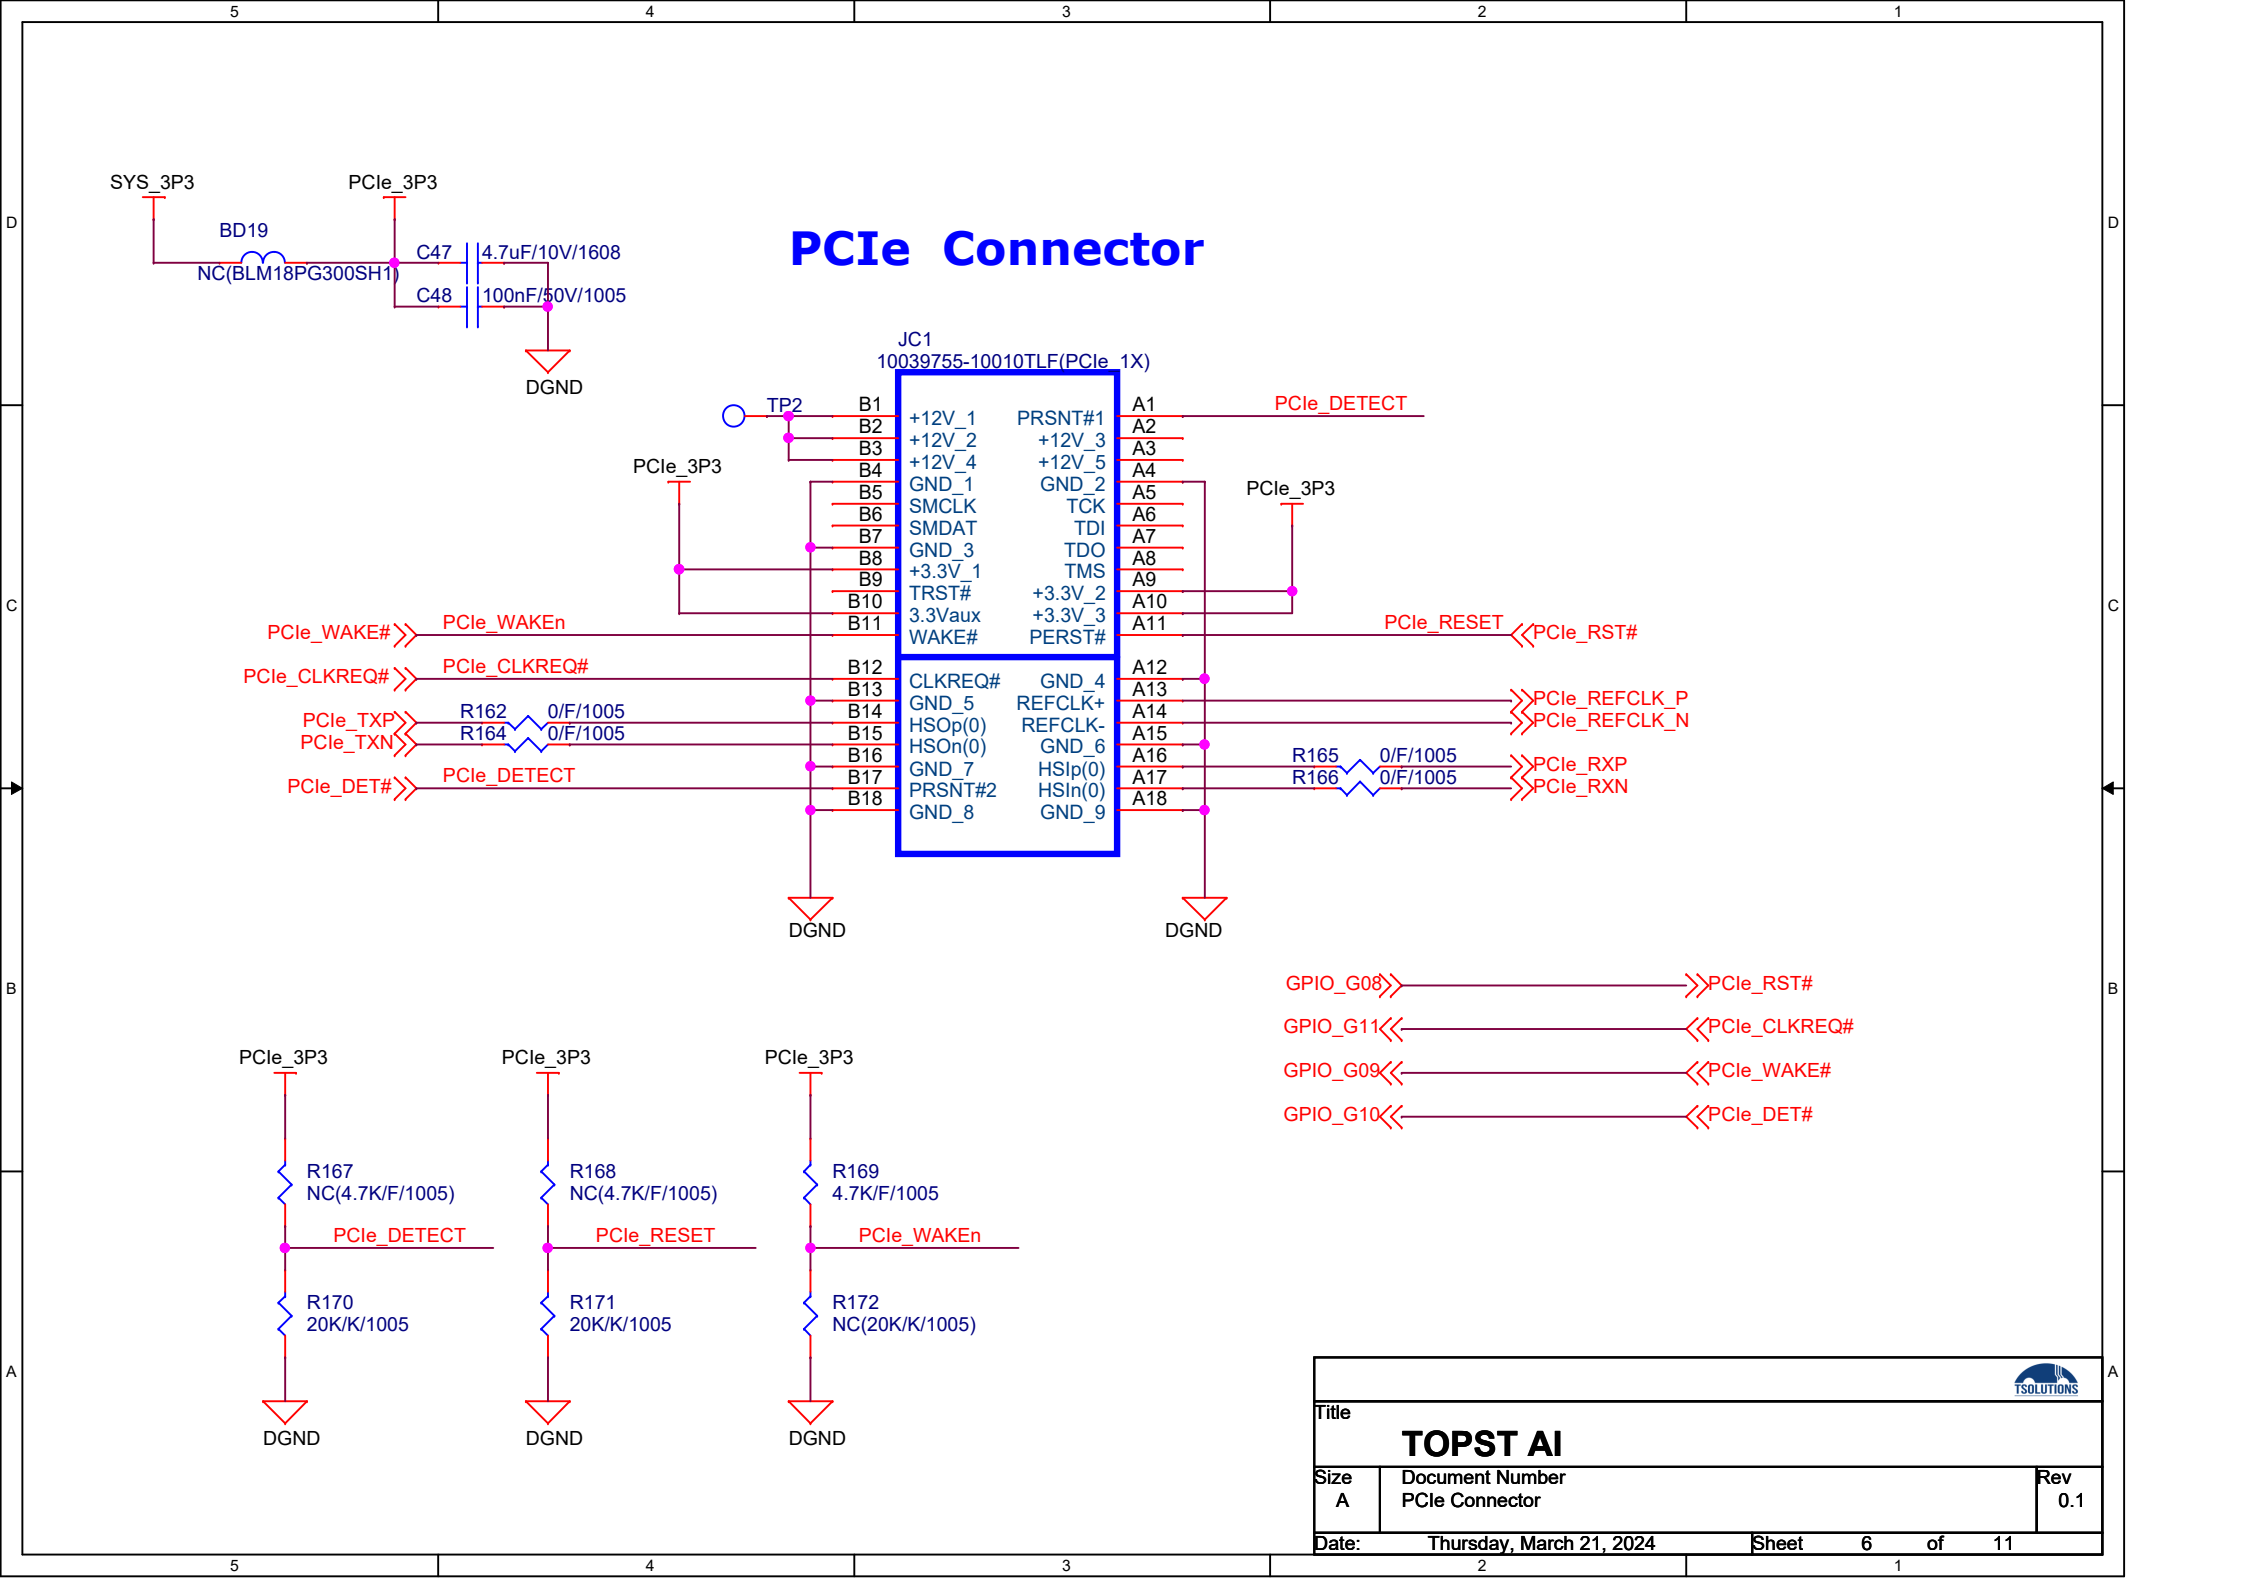 5 4 3 2 1
D D
C C
B B
A A
SYS_3P3
PCIe_3P3
BD19
NC(BLM18PG300SH1)
C47 4.7uF/10V/1608
C48 100nF/50V/1005
DGND
PCIe Connector
JC1
10039755-10010TLF(PCIe_1X)
TP2
PCIe_3P3
PCIe_3P3
B1 +12V_1 PRSNT#1 A1 PCIe_DETECT
B2 +12V_2 +12V_3 A2
B3 +12V_4 +12V_5 A3
B4 GND_1 GND_2 A4
B5 SMCLK TCK A5
B6 SMDAT TDI A6
B7 GND_3 TDO A7
B8 +3.3V_1 TMS A8
B9 TRST# +3.3V_2 A9
B10 3.3Vaux +3.3V_3 A10
PCIe_WAKE# PCIe_WAKEn B11 WAKE# PERST# A11 PCIe_RESET PCIe_RST#
PCIe_CLKREQ# PCIe_CLKREQ# B12 CLKREQ# GND_4 A12
B13 GND_5 REFCLK+ A13 PCIe_REFCLK_P
PCIe_TXP R162 0/F/1005 B14 HSOp(0) REFCLK- A14 PCIe_REFCLK_N
PCIe_TXN R164 0/F/1005 B15 HSOn(0) GND_6 A15
B16 GND_7 HSIp(0) A16 R165 0/F/1005 PCIe_RXP
PCIe_DET# PCIe_DETECT B17 PRSNT#2 HSIn(0) A17 R166 0/F/1005 PCIe_RXN
B18 GND_8 GND_9 A18
DGND DGND
GPIO_G08 PCIe_RST#
GPIO_G11 PCIe_CLKREQ#
GPIO_G09 PCIe_WAKE#
GPIO_G10 PCIe_DET#
PCIe_3P3 PCIe_3P3 PCIe_3P3
R167 R168 R169
NC(4.7K/F/1005) NC(4.7K/F/1005) 4.7K/F/1005
PCIe_DETECT PCIe_RESET PCIe_WAKEn
R170 R171 R172
20K/K/1005 20K/K/1005 NC(20K/K/1005)
DGND DGND DGND
TSOLUTIONS
Title
TOPST AI
Size Document Number Rev
A PCIe Connector 0.1
Date: Thursday, March 21, 2024 Sheet 6 of 11
5 4 3 2 1